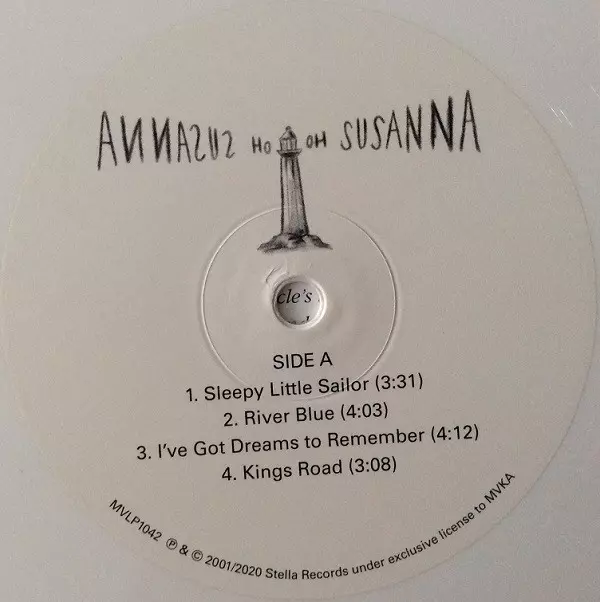 ANNASUS HO OH SUSANNA
cle's
SIDE A
1. Sleepy Little Sailor (3:31)
2. River Blue (4:03)
3. I've Got Dreams to Remember (4:12)
4. Kings Road (3:08)
MVLP1042 ℗ & © 2001/2020 Stella Records under exclusive license to MVKA